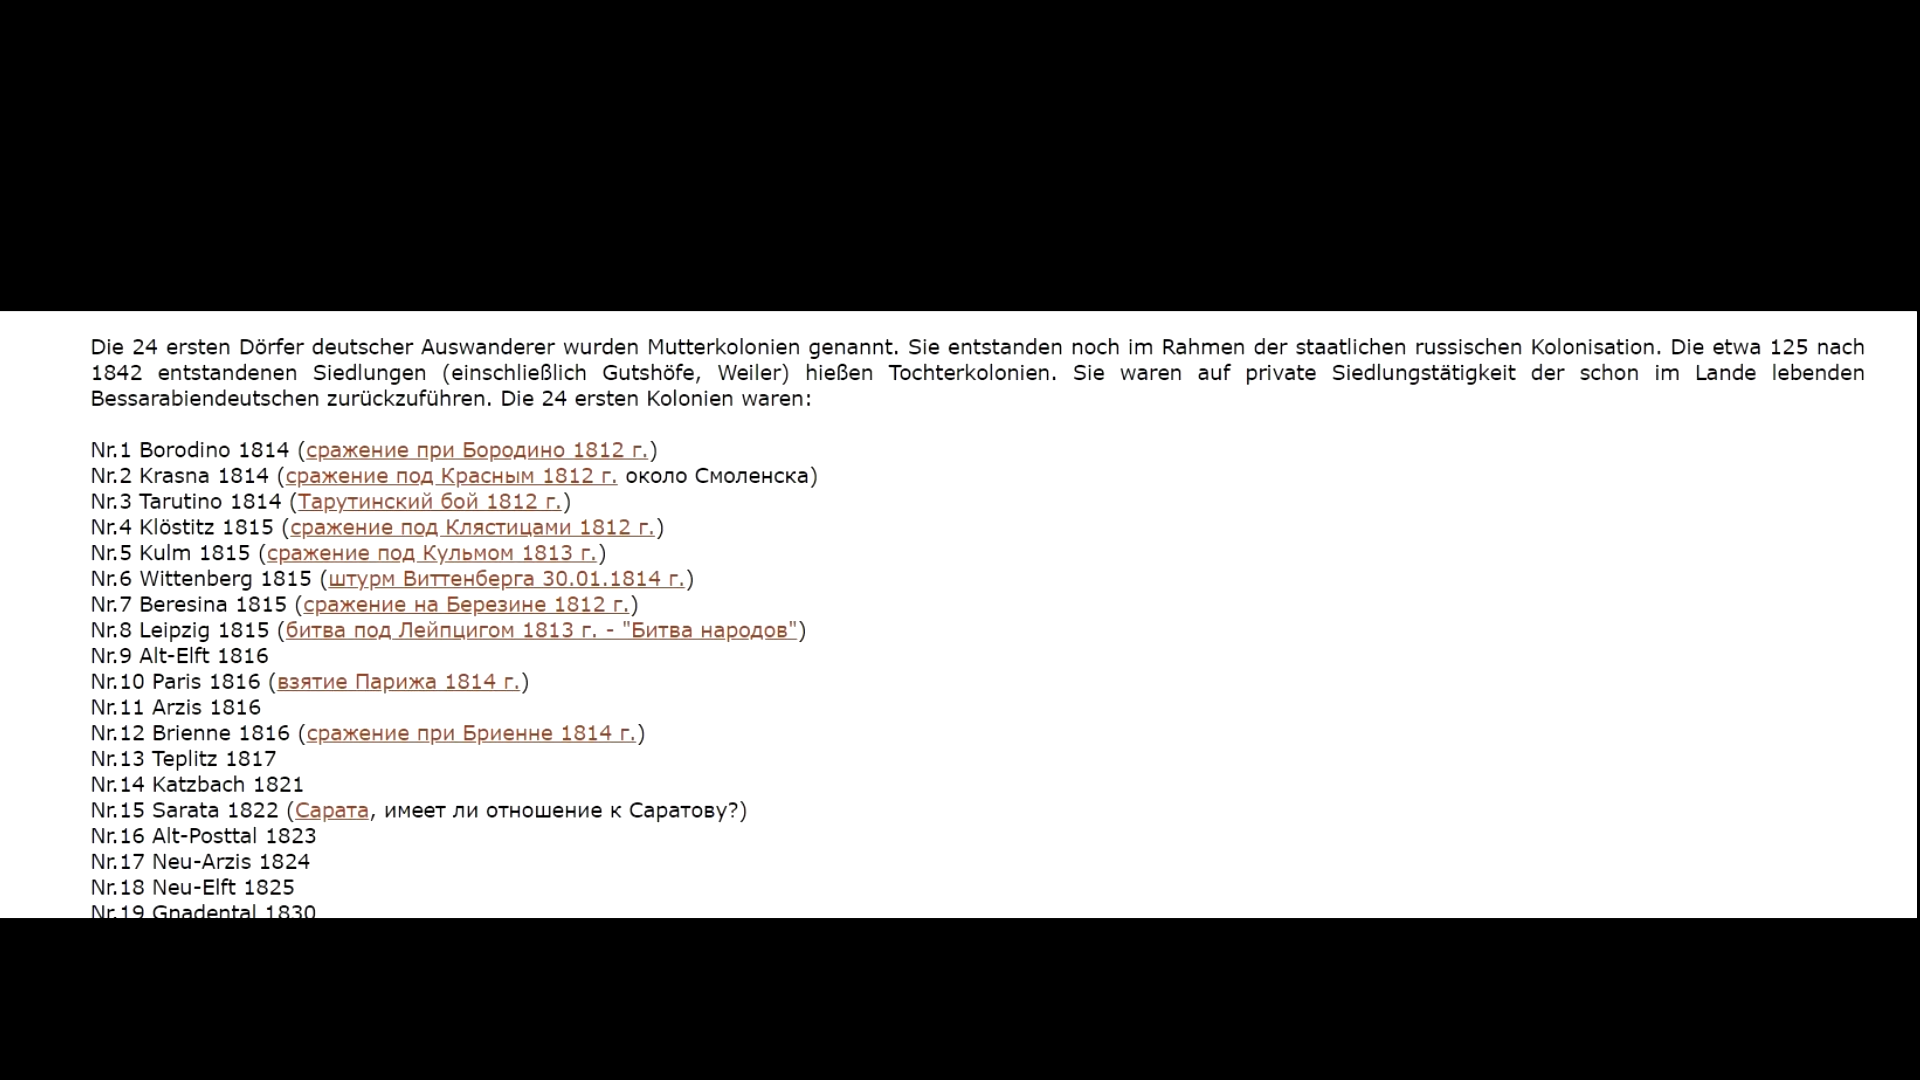 Die 24 ersten Dörfer deutscher Auswanderer wurden Mutterkolonien genannt. Sie entstanden noch im Rahmen der staatlichen russischen Kolonisation. Die etwa 125 nach
1842 entstandenen Siedlungen (einschließlich Gutshöfe, Weiler) hießen Tochterkolonien. Sie waren auf private Siedlungstätigkeit der schon im Lande lebenden
Bessarabiendeutschen zurückzuführen. Die 24 ersten Kolonien waren:
Nr.1 Borodino 1814 (сражение при Бородино 1812 г.)
Nr.2 Krasna 1814 (сражение под Красным 1812 г. около Смоленска)
Nr.3 Tarutino 1814 (Тарутинский бой 1812 г.)
Nr.4 Klöstitz 1815 (сражение под Клястицами 1812 г.)
Nr.5 Kulm 1815 (сражение под Кульмом 1813 г.)
Nr.6 Wittenberg 1815 (штурм Виттенберга 30.01.1814 г.)
Nr.7 Beresina 1815 (сражение на Березине 1812 г.)
Nr.8 Leipzig 1815 (битва под Лейпцигом 1813 г. - "Битва народов")
Nr.9 Alt-Elft 1816
Nr.10 Paris 1816 (взятие Парижа 1814 г.)
Nr.11 Arzis 1816
Nr.12 Brienne 1816 (сражение при Бриенне 1814 г.)
Nr.13 Teplitz 1817
Nr.14 Katzbach 1821
Nr.15 Sarata 1822 (Сарата, имеет ли отношение к Саратову?)
Nr.16 Alt-Posttal 1823
Nr.17 Neu-Arzis 1824
Nr.18 Neu-Elft 1825
Nr.19 Gnadental 1830